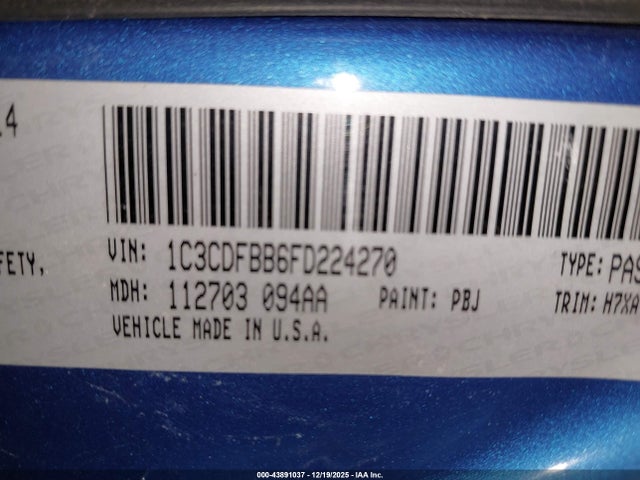 .4
FETY,
VIN: 1C3CDFBB6FD224270 TYPE: PAS
MDH: 112703 094AA PAINT: PBJ TRIM: H7XA
VEHICLE MADE IN U.S.A.
000-43891037 - 12/19/2025 - IAA Inc.